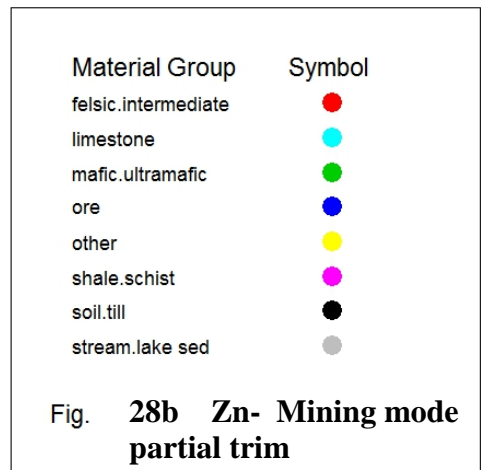 Material Group Symbol
felsic.intermediate
limestone
mafic.ultramafic
ore
other
shale.schist
soil.till
stream.lake sed
Fig. 28b Zn- Mining mode
partial trim